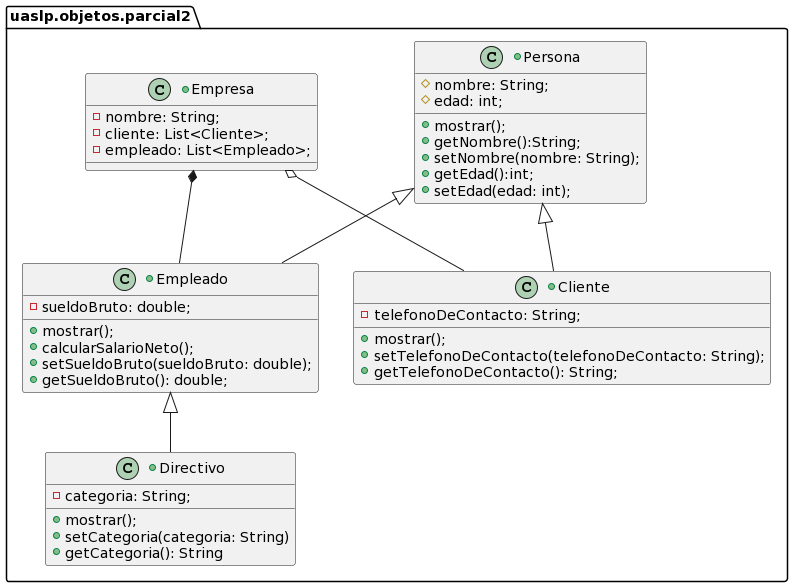 uaslp.objetos.parcial2
C Empresa
nombre: String;
cliente: List<Cliente>;
empleado: List<Empleado>;
C Persona
nombre: String;
edad: int;
mostrar();
getNombre():String;
setNombre(nombre: String);
getEdad():int;
setEdad(edad: int);
C Empleado
sueldoBruto: double;
mostrar();
calcularSalarioNeto();
setSueldoBruto(sueldoBruto: double);
getSueldoBruto(): double;
C Cliente
telefonoDeContacto: String;
mostrar();
setTelefonoDeContacto(telefonoDeContacto: String);
getTelefonoDeContacto(): String;
C Directivo
categoria: String;
mostrar();
setCategoria(categoria: String)
getCategoria(): String